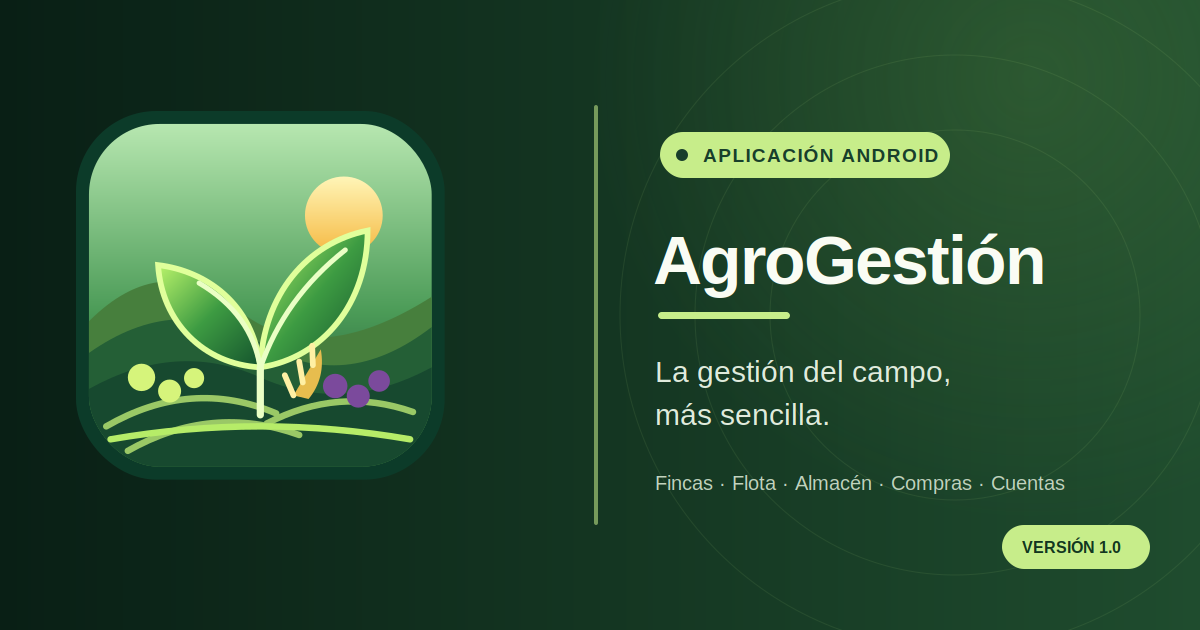 APLICACIÓN ANDROID
AgroGestión
La gestión del campo,
más sencilla.
Fincas · Flota · Almacén · Compras · Cuentas
VERSIÓN 1.0